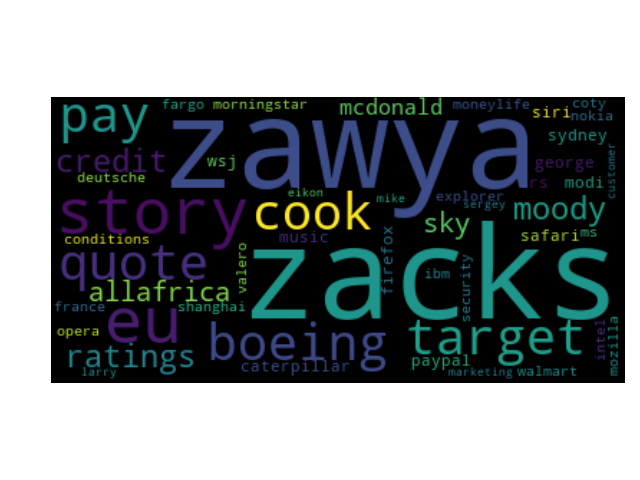 pay
fargo
morningstar
mcdonald
moneylife
siri
coty
nokia
zawya
sydney
credit
wsj
george
deutsche
rs
modi
customer
eikon
mike
explorer
sergey
story
cook
sky
moody
conditions
music
safari
ms
quote
valero
firefox
zacks
ibm
security
allafrica
france
shanghai
eu
opera
boeing
target
intel
mozilla
ratings
caterpillar
paypal
larry
marketing
walmart